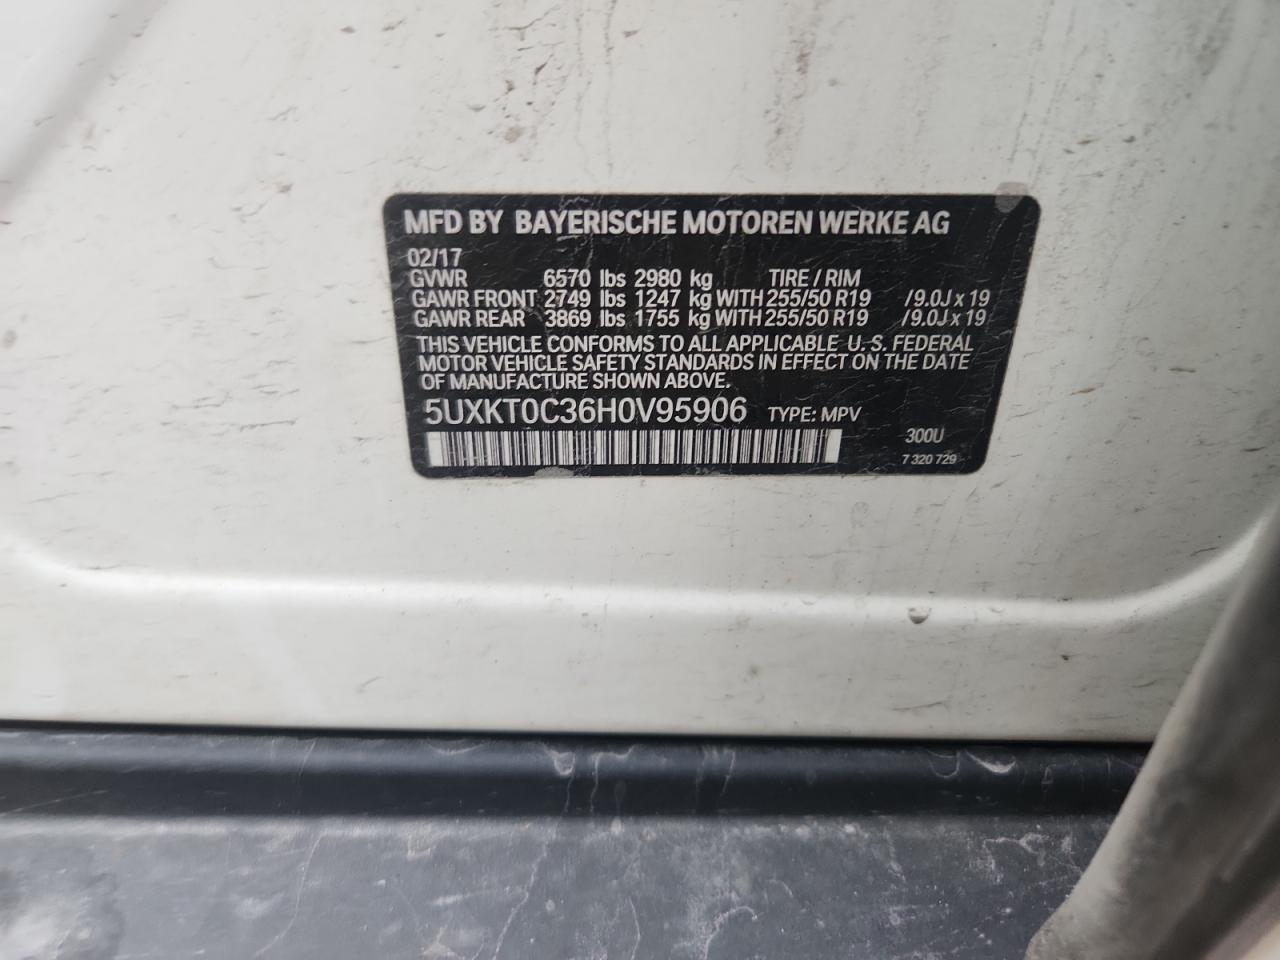 MFD BY BAYERISCHE MOTOREN WERKE AG
02/17
GVWR 6570 lbs 2980 kg TIRE / RIM
GAWR FRONT 2749 lbs 1247 kg WITH 255/50 R19 /9.0J x 19
GAWR REAR 3869 lbs 1755 kg WITH 255/50 R19 /9.0J x 19
THIS VEHICLE CONFORMS TO ALL APPLICABLE U. S. FEDERAL
MOTOR VEHICLE SAFETY STANDARDS IN EFFECT ON THE DATE
OF MANUFACTURE SHOWN ABOVE.
5UXKT0C36H0V95906 TYPE: MPV
300U
7 320 729